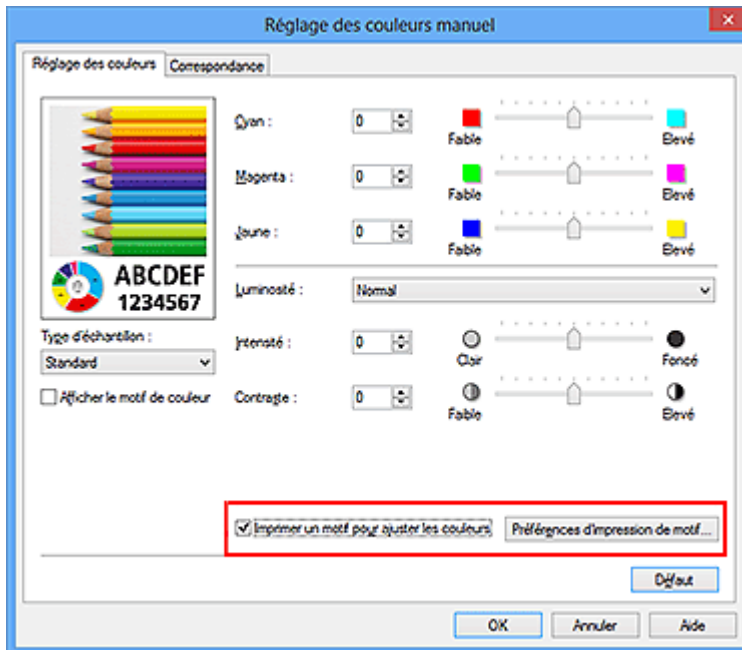 Réglage des couleurs manuel
Réglage des couleurs Correspondance
Cyan : 0 Faible Elevé
Magenta : 0 Faible Elevé
Jaune : 0 Faible Elevé
ABCDEF
1234567
Luminosité : Normal
Type d'échantillon :
Standard
Intensité : 0 Clair Foncé
Afficher le motif de couleur
Contraste : 0 Faible Elevé
Imprimer un motif pour ajuster les couleurs Préférences d'impression de motif...
Défaut
OK Annuler Aide